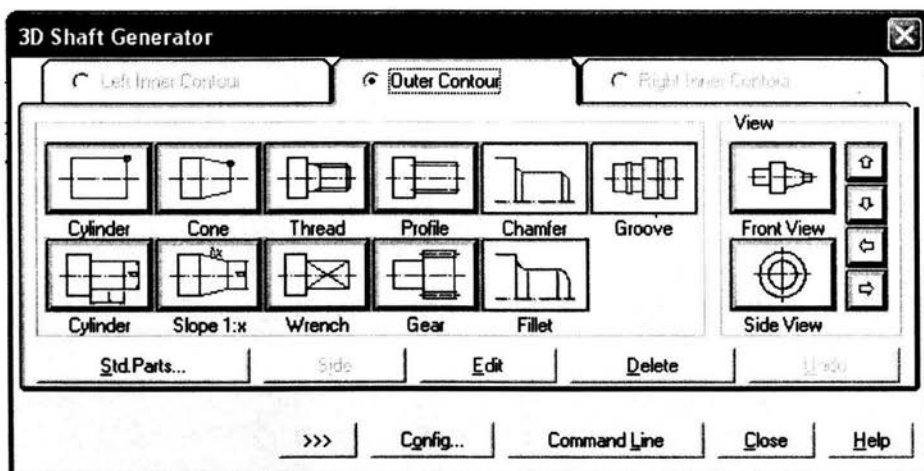 3D Shaft Generator
Left Inner Contour Outer Contour Right Inner Contour
View
Cylinder Cone Thread Profile Chamfer Groove Front View
Cylinder Slope 1:x Wrench Gear Fillet Side View
Std.Parts... Side Edit Delete Undo
>>> Config... Command Line Close Help